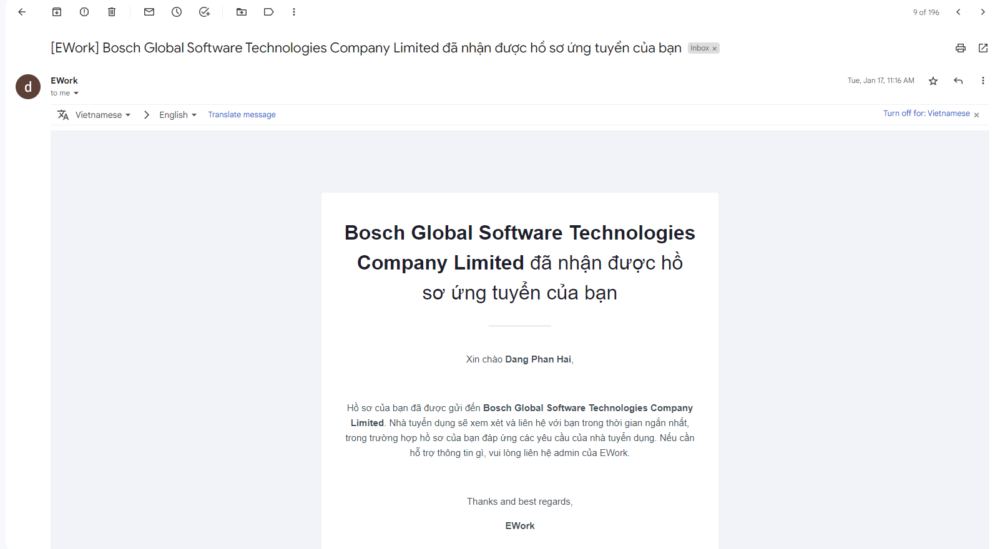 9 of 196
[EWork] Bosch Global Software Technologies Company Limited đã nhận được hồ sơ ứng tuyển của bạn Inbox ×
d
EWork
Tue, Jan 17, 11:16 AM
to me
Vietnamese
English
Translate message
Turn off for: Vietnamese ×
Bosch Global Software Technologies
Company Limited đã nhận được hồ
sơ ứng tuyển của bạn
Xin chào Dang Phan Hai,
Hồ sơ của bạn đã được gửi đến Bosch Global Software Technologies Company
Limited. Nhà tuyển dụng sẽ xem xét và liên hệ với bạn trong thời gian ngắn nhất,
trong trường hợp hồ sơ của bạn đáp ứng các yêu cầu của nhà tuyển dụng. Nếu cần
hỗ trợ thông tin gì, vui lòng liên hệ admin của EWork.
Thanks and best regards,
EWork